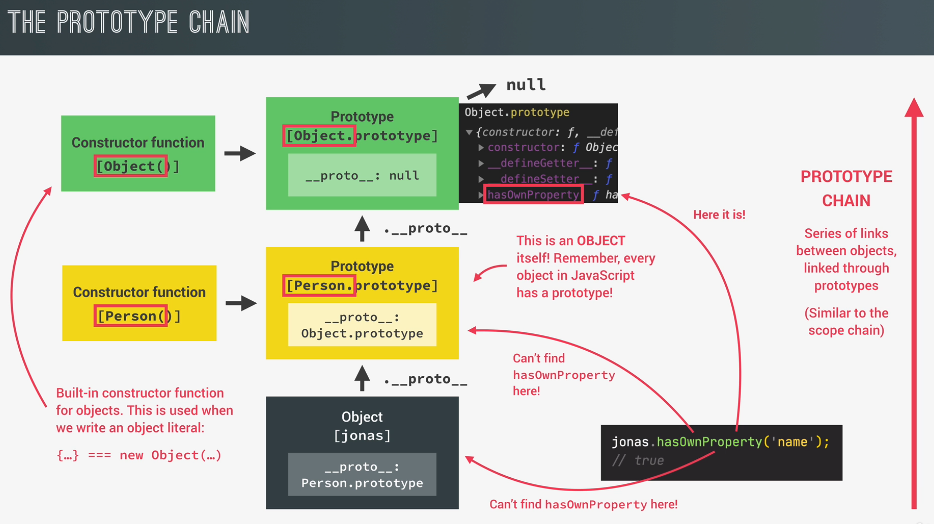 THE PROTOTYPE CHAIN
null
Constructor function
[Object()]
Prototype
[Object.prototype]
__proto__: null
Object.prototype
▼{constructor: ƒ, __de
▶constructor: ƒ Objec
▶__defineGetter__: ƒ
▶__defineSetter__: ƒ
▶hasOwnProperty ƒ ha
Here it is!
PROTOTYPE
CHAIN
Series of links
between objects,
linked through
prototypes
(Similar to the
scope chain)
.__proto__
Constructor function
[Person()]
Prototype
[Person.prototype]
__proto__:
Object.prototype
This is an OBJECT
itself! Remember, every
object in JavaScript
has a prototype!
Can't find
hasOwnProperty
here!
.__proto__
Built-in constructor function
for objects. This is used when
we write an object literal:
{…} === new Object(…)
Object
[jonas]
__proto__:
Person.prototype
jonas.hasOwnProperty('name');
// true
Can't find hasOwnProperty here!